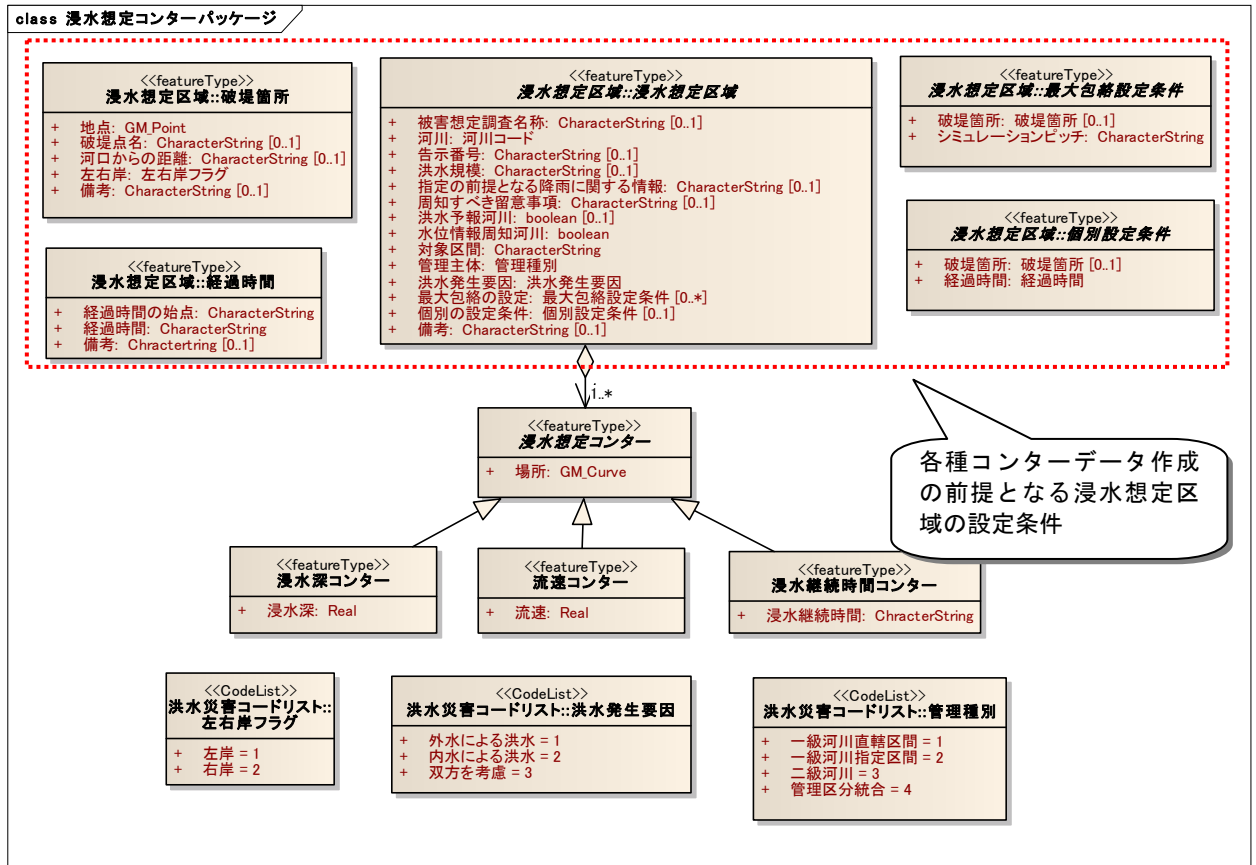 class 浸水想定コンターパッケージ
<<featureType>>
浸水想定区域::破堤箇所
+ 地点: GM_Point
+ 破堤点名: CharacterString [0..1]
+ 河口からの距離: CharacterString [0..1]
+ 左右岸: 左右岸フラグ
+ 備考: CharacterString [0..1]
<<featureType>>
浸水想定区域::浸水想定区域
+ 被害想定調査名称: CharacterString [0..1]
+ 河川: 河川コード
+ 告示番号: CharacterString [0..1]
+ 洪水規模: CharacterString [0..1]
+ 指定の前提となる降雨に関する情報: CharacterString [0..1]
+ 周知すべき留意事項: CharacterString [0..1]
+ 洪水予報河川: boolean [0..1]
+ 水位情報周知河川: boolean
+ 対象区間: CharacterString
+ 管理主体: 管理種別
+ 洪水発生要因: 洪水発生要因
+ 最大包絡の設定: 最大包絡設定条件 [0..*]
+ 個別の設定条件: 個別設定条件 [0..1]
+ 備考: CharacterString [0..1]
<<featureType>>
浸水想定区域::最大包絡設定条件
+ 破堤箇所: 破堤箇所 [0..1]
+ シミュレーションピッチ: CharacterString
<<featureType>>
浸水想定区域::経過時間
+ 経過時間の始点: CharacterString
+ 経過時間: CharacterString
+ 備考: Chractertring [0..1]
<<featureType>>
浸水想定区域::個別設定条件
+ 破堤箇所: 破堤箇所 [0..1]
+ 経過時間: 経過時間
1..*
<<featureType>>
浸水想定コンター
+ 場所: GM_Curve
各種コンターデータ作成
の前提となる浸水想定区
域の設定条件
<<featureType>>
浸水深コンター
+ 浸水深: Real
<<featureType>>
流速コンター
+ 流速: Real
<<featureType>>
浸水継続時間コンター
+ 浸水継続時間: ChracterString
<<CodeList>>
洪水災害コードリスト::
左右岸フラグ
+ 左岸 = 1
+ 右岸 = 2
<<CodeList>>
洪水災害コードリスト::洪水発生要因
+ 外水による洪水 = 1
+ 内水による洪水 = 2
+ 双方を考慮 = 3
<<CodeList>>
洪水災害コードリスト::管理種別
+ 一級河川直轄区間 = 1
+ 一級河川指定区間 = 2
+ 二級河川 = 3
+ 管理区分統合 = 4